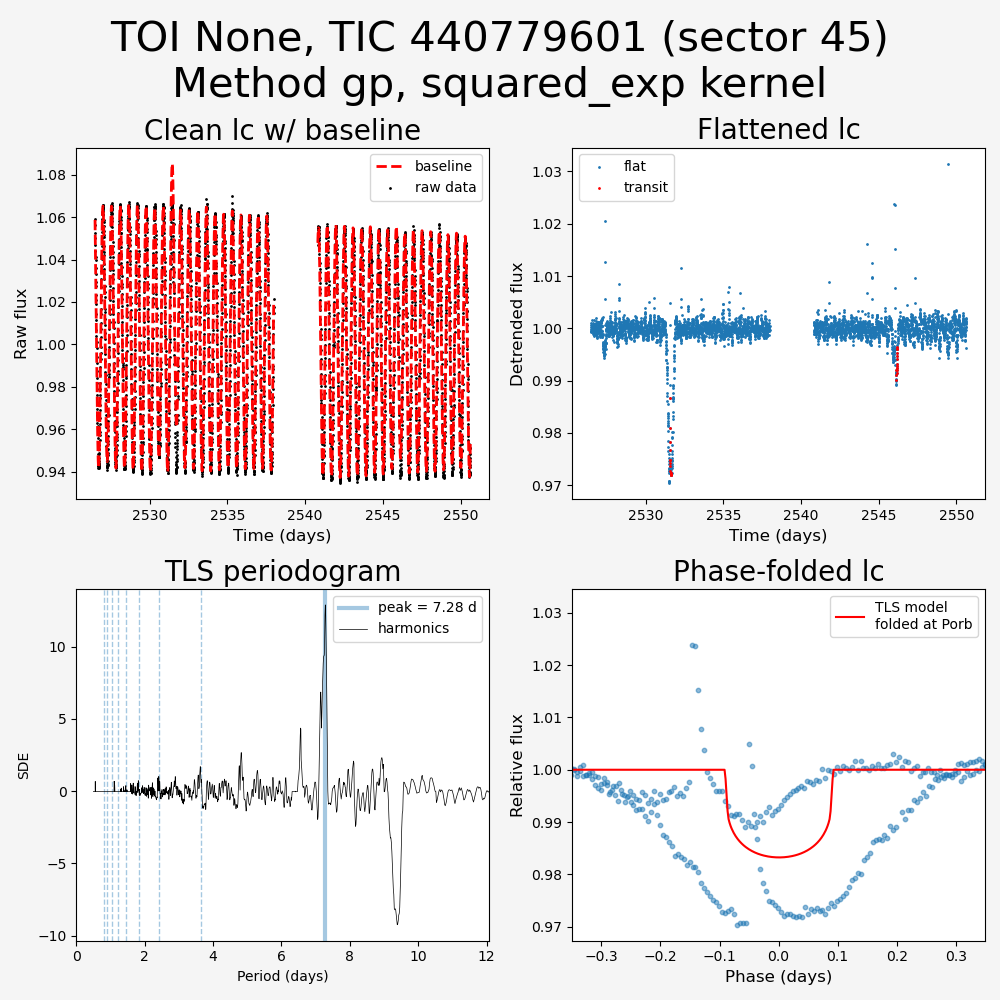 TOI None, TIC 440779601 (sector 45)
Method gp, squared_exp kernel
Clean lc w/ baseline
Raw flux
1.08
1.06
1.04
1.02
1.00
0.98
0.96
0.94
baseline
raw data
2530
2535
2540
2545
2550
Time (days)
Flattened lc
Detrended flux
1.03
1.02
1.01
1.00
0.99
0.98
0.97
flat
transit
2530
2535
2540
2545
2550
Time (days)
TLS periodogram
SDE
10
5
0
−5
−10
peak = 7.28 d
harmonics
0
2
4
6
8
10
12
Period (days)
Phase-folded lc
Relative flux
1.03
1.02
1.01
1.00
0.99
0.98
0.97
TLS model
folded at Porb
−0.3
−0.2
−0.1
0.0
0.1
0.2
0.3
Phase (days)